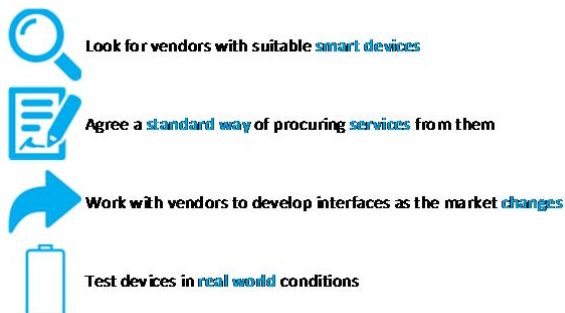 Look for vendors with suitable smart devices
Agree a standard way of procuring services from them
Work with vendors to develop interfaces as the market changes
Test devices in real world conditions